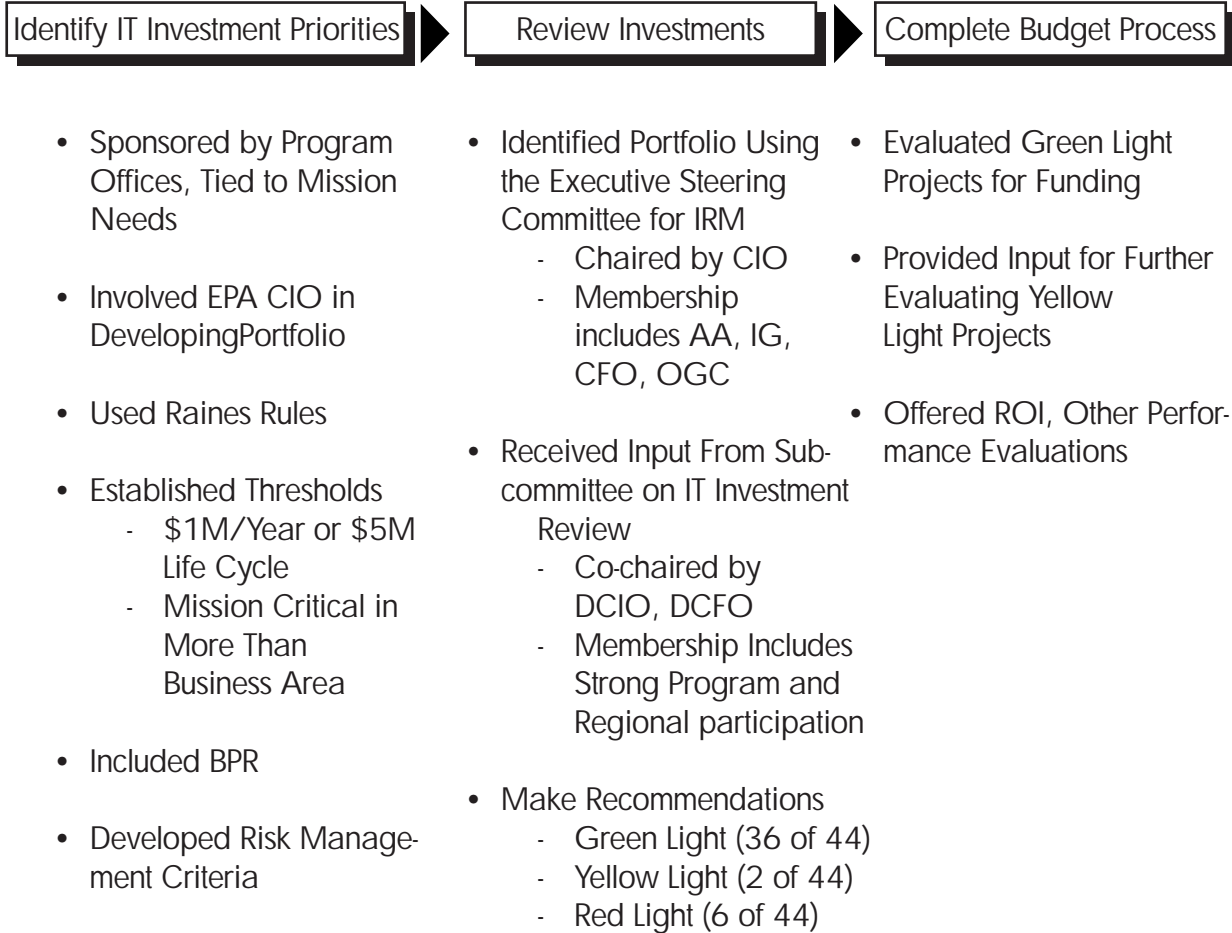 Identify IT Investment Priorities
Review Investments
Complete Budget Process
• Sponsored by Program
Offices, Tied to Mission
Needs
• Involved EPA CIO in
DevelopingPortfolio
• Used Raines Rules
• Established Thresholds
- $1M/Year or $5M
Life Cycle
- Mission Critical in
More Than
Business Area
• Included BPR
• Developed Risk Manage-
ment Criteria
• Identified Portfolio Using
the Executive Steering
Committee for IRM
- Chaired by CIO
- Membership
includes AA, IG,
CFO, OGC
• Received Input From Sub-
committee on IT Investment
Review
- Co-chaired by
DCIO, DCFO
- Membership Includes
Strong Program and
Regional participation
• Make Recommendations
- Green Light (36 of 44)
- Yellow Light (2 of 44)
- Red Light (6 of 44)
• Evaluated Green Light
Projects for Funding
• Provided Input for Further
Evaluating Yellow
Light Projects
• Offered ROI, Other Perfor-
mance Evaluations